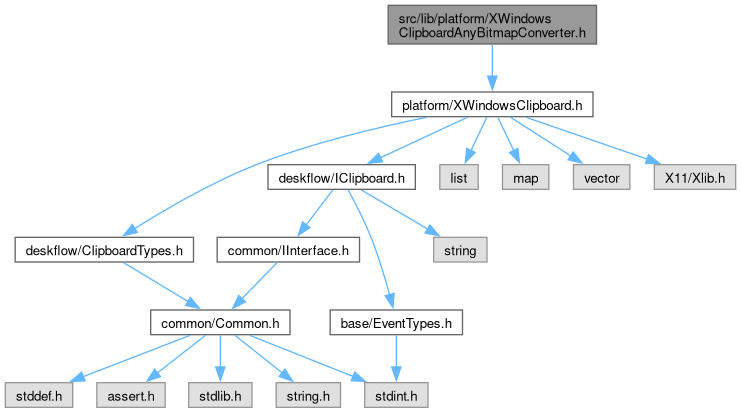 src/lib/platform/XWindows
ClipboardAnyBitmapConverter.h
platform/XWindowsClipboard.h
deskflow/IClipboard.h
list
map
vector
X11/Xlib.h
deskflow/ClipboardTypes.h
common/IInterface.h
string
common/Common.h
base/EventTypes.h
stddef.h
assert.h
stdlib.h
string.h
stdint.h